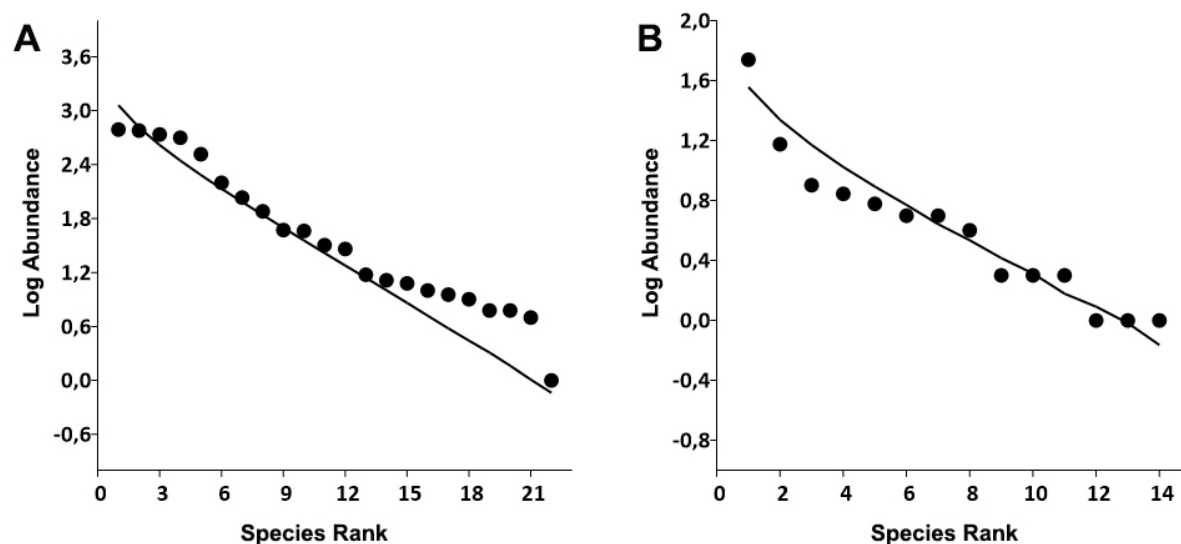 A
3,6
3,0
2,4
1,8
1,2
0,6
0,0
-0,6
Log Abundance
0 3 6 9 12 15 18 21
Species Rank
B
2,0
1,6
1,2
0,8
0,4
0,0
-0,4
-0,8
Log Abundance
0 2 4 6 8 10 12 14
Species Rank